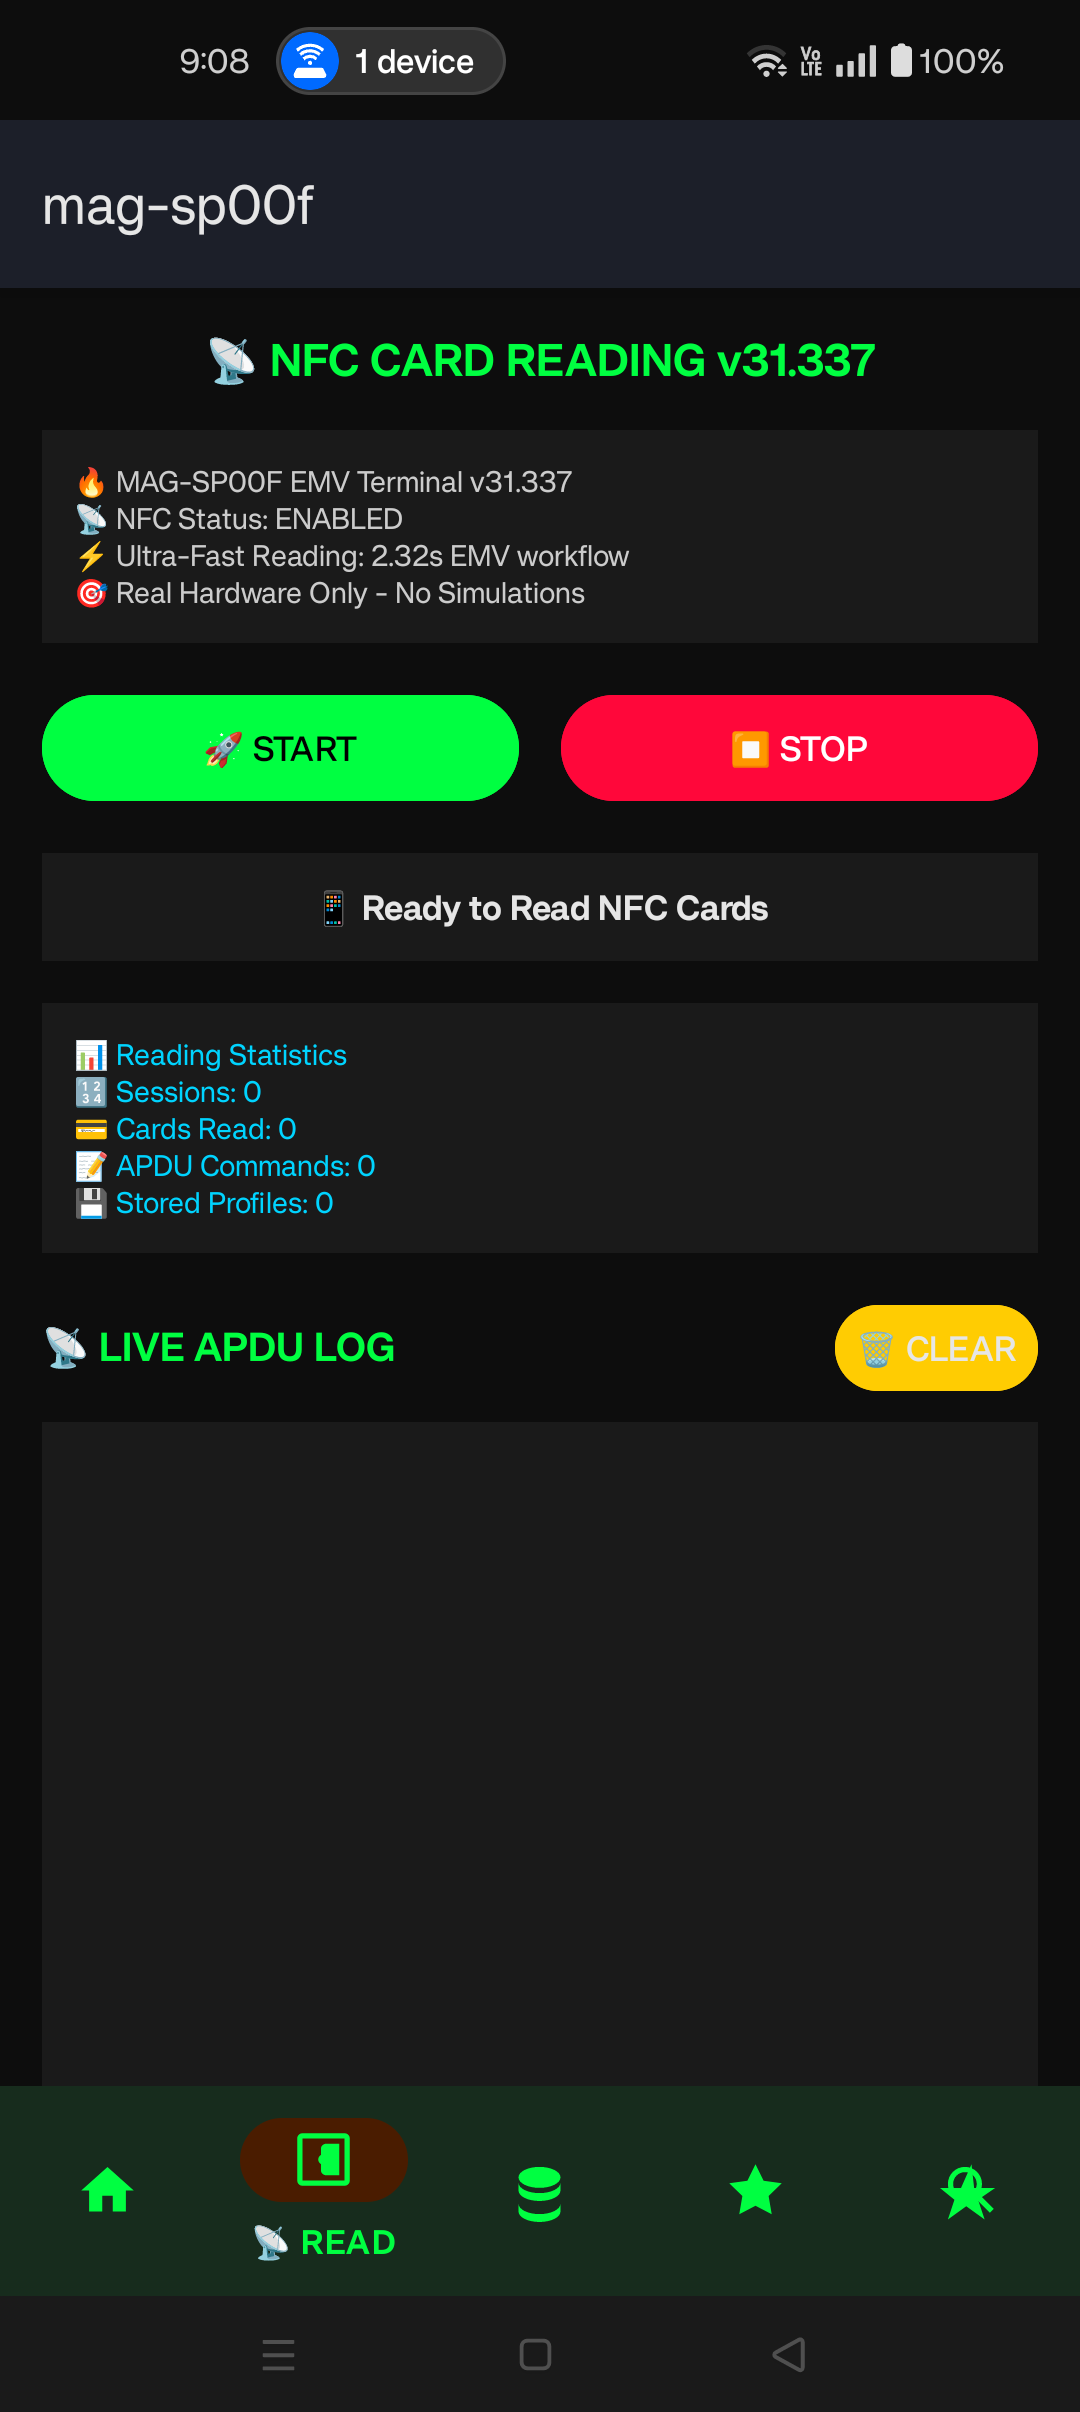 9:08 1 device Vo LTE 100%
mag-sp00f
📡 NFC CARD READING v31.337
🔥 MAG-SP00F EMV Terminal v31.337
📡 NFC Status: ENABLED
⚡ Ultra-Fast Reading: 2.32s EMV workflow
🎯 Real Hardware Only - No Simulations
🚀 START
⏹️ STOP
📱 Ready to Read NFC Cards
📊 Reading Statistics
🔢 Sessions: 0
💳 Cards Read: 0
📝 APDU Commands: 0
💾 Stored Profiles: 0
📡 LIVE APDU LOG
🗑️ CLEAR
📡 READ